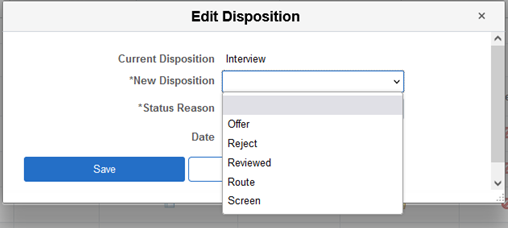 Edit Disposition ×
Current Disposition Interview
*New Disposition
*Status Reason
Offer
Date Reject
Reviewed
Save
Route
Screen